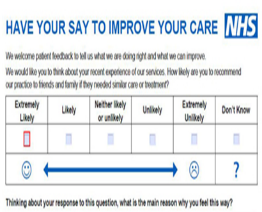 HAVE YOUR SAY TO IMPROVE YOUR CARE NHS
We welcome patient feedback to tell us what we are doing right and what we can improve.
We would like you to think about your recent experience of our services. How likely are you to recommend
our practice to friends and family if they needed similar care or treatment?
Extremely Likely
Likely
Neither likely or unlikely
Unlikely
Extremely Unlikely
Don't Know
?
Thinking about your response to this question, what is the main reason why you feel this way?